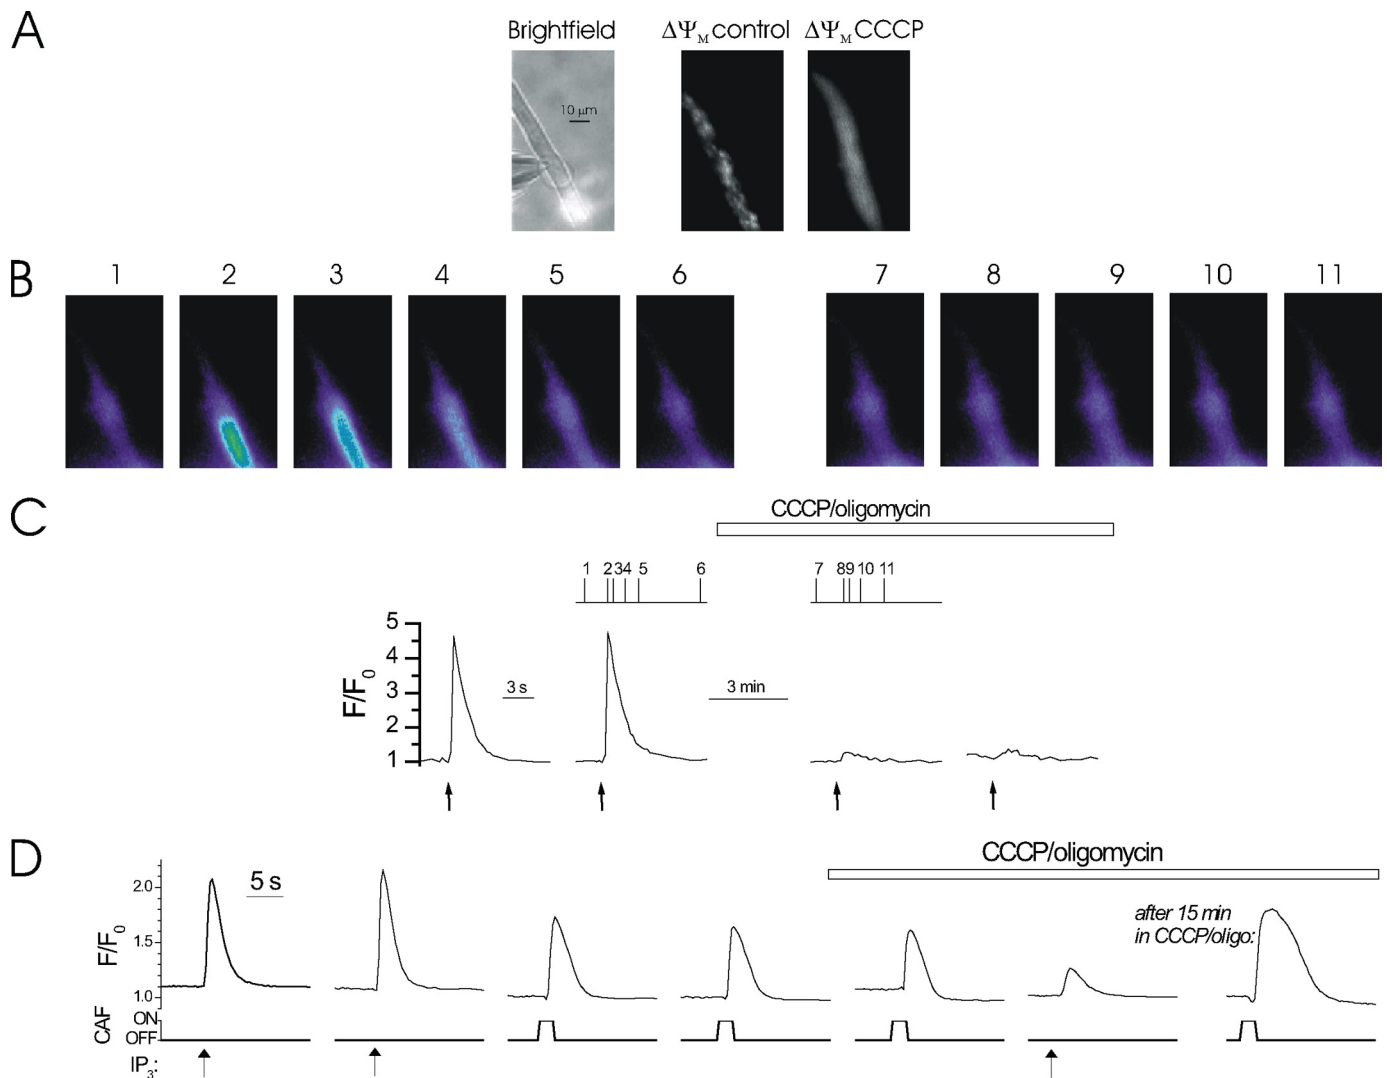 A
Brightfield
ΔΨM control
ΔΨM CCCP
10 μm
B
1 2 3 4 5 6 7 8 9 10 11
C
CCCP/oligomycin
1 2 3 4 5 6
7 8 9 10 11
5
4
3
2
1
F/F0
3 s
3 min
D
CCCP/oligomycin
5 s
after 15 min
in CCCP/oligo:
2.0
1.5
1.0
F/F0
CAF
ON
OFF
IP3: